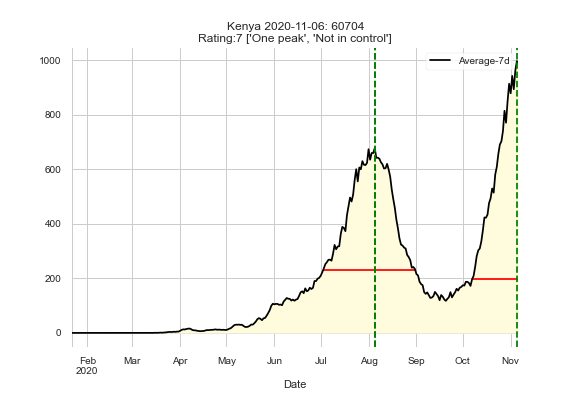 Kenya 2020-11-06: 60704
Rating:7 ['One peak', 'Not in control']
Average-7d
1000
800
600
400
200
0
Feb Mar Apr May Jun Jul Aug Sep Oct Nov
2020
Date